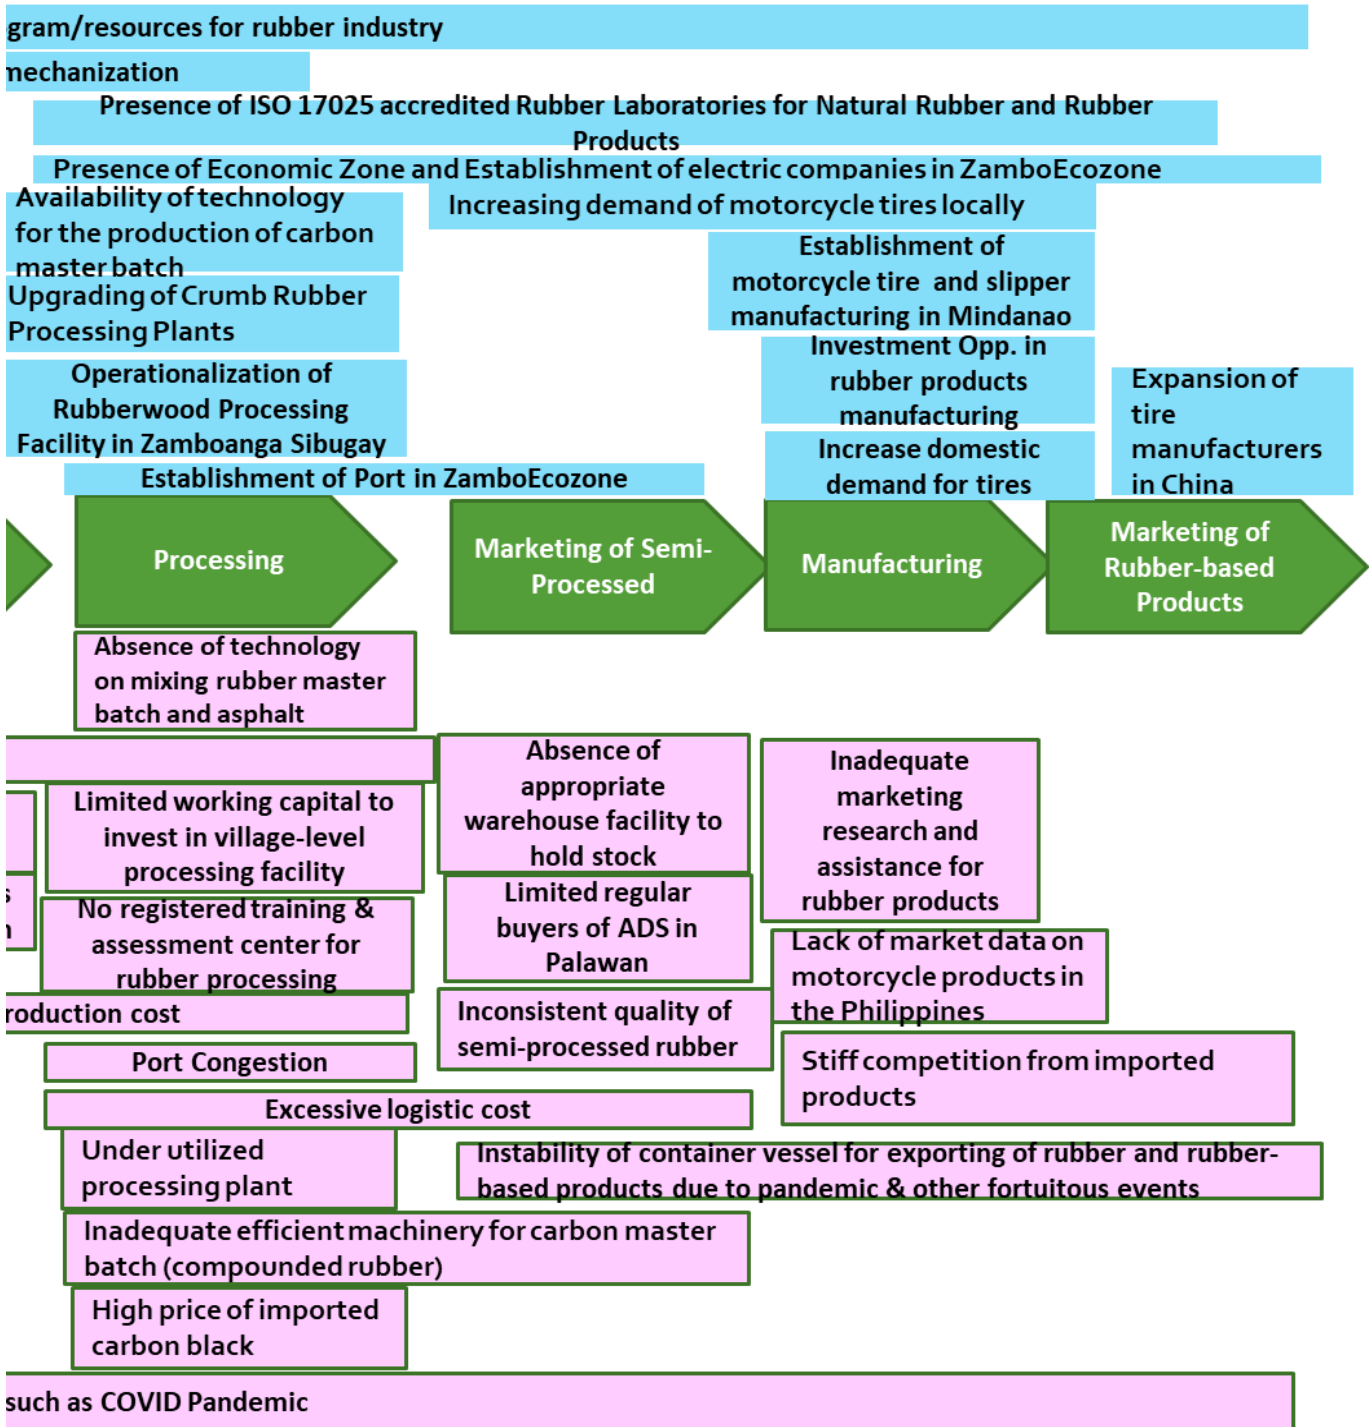 gram/resources for rubber industry
mechanization
Presence of ISO 17025 accredited Rubber Laboratories for Natural Rubber and Rubber
Products
Presence of Economic Zone and Establishment of electric companies in ZamboEcozone
Availability of technology
for the production of carbon
master batch
Increasing demand of motorcycle tires locally
Establishment of
motorcycle tire and slipper
manufacturing in Mindanao
Upgrading of Crumb Rubber
Processing Plants
Investment Opp. in
rubber products
manufacturing
Operationalization of
Rubberwood Processing
Facility in Zamboanga Sibugay
Expansion of
tire
manufacturers
in China
Increase domestic
demand for tires
Establishment of Port in ZamboEcozone
Processing
Marketing of Semi-
Processed
Manufacturing
Marketing of
Rubber-based
Products
Absence of technology
on mixing rubber master
batch and asphalt
Absence of
appropriate
warehouse facility to
hold stock
Inadequate
marketing
research and
assistance for
rubber products
Limited working capital to
invest in village-level
processing facility
s
n
No registered training &
assessment center for
rubber processing
Limited regular
buyers of ADS in
Palawan
Lack of market data on
motorcycle products in
the Philippines
roduction cost
Inconsistent quality of
semi-processed rubber
Port Congestion
Stiff competition from imported
products
Excessive logistic cost
Under utilized
processing plant
Instability of container vessel for exporting of rubber and rubber-
based products due to pandemic & other fortuitous events
Inadequate efficient machinery for carbon master
batch (compounded rubber)
High price of imported
carbon black
such as COVID Pandemic